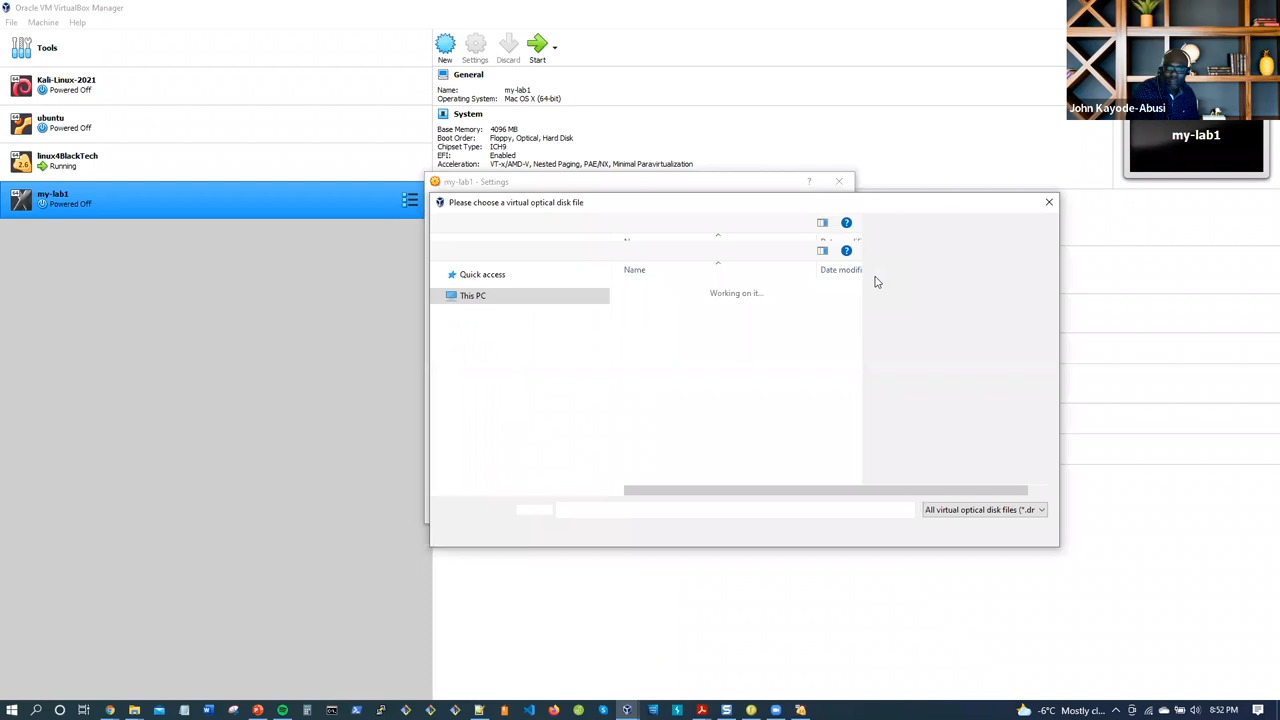 Oracle VM VirtualBox Manager
File Machine Help
Tools
Kali-Linux-2021
Powered Off
ubuntu
Powered Off
linux4BlackTech
Running
my-lab1
Powered Off
New Settings Discard Start
General
Name: my-lab1
Operating System: Mac OS X (64-bit)
System
Base Memory: 4096 MB
Boot Order: Floppy, Optical, Hard Disk
Chipset Type: ICH9
EFI: Enabled
Acceleration: VT-x/AMD-V, Nested Paging, PAE/NX, Minimal Paravirtualization
John Kayode-Abusi
my-lab1
my-lab1 - Settings
Please choose a virtual optical disk file
Quick access
This PC
Name Date modifi
Working on it...
All virtual optical disk files (*.dr
-6°C Mostly cl... 8:52 PM